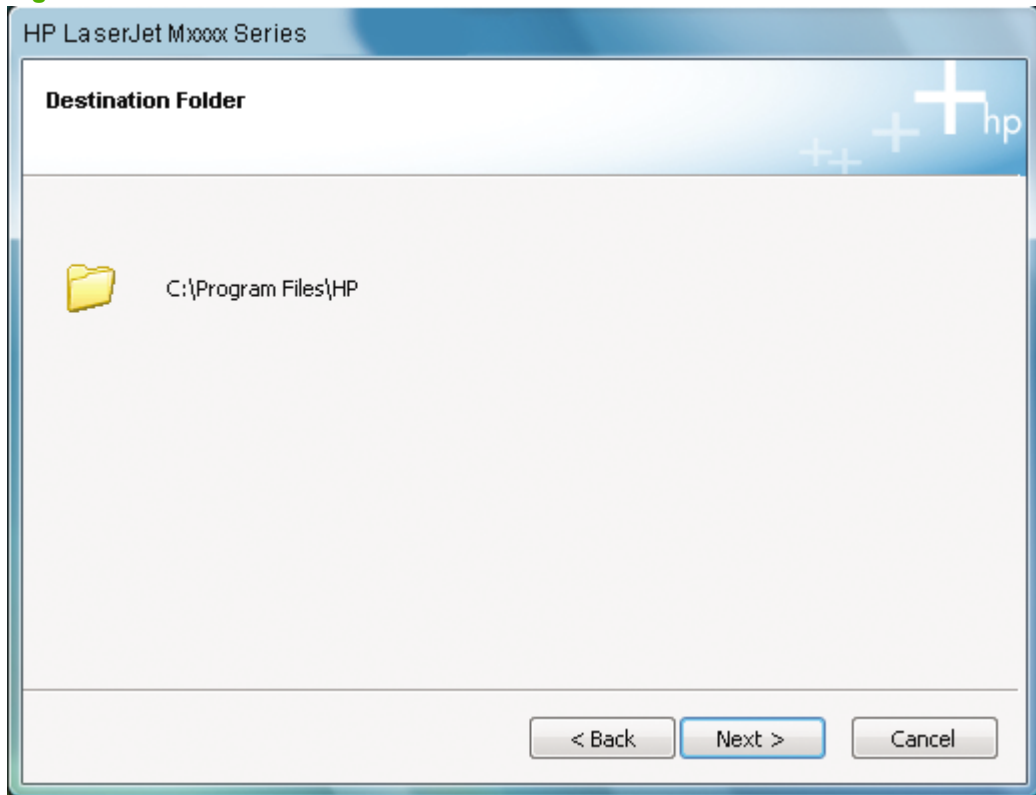 HP LaserJet Mxxxx Series
Destination Folder
hp
C:\Program Files\HP
< Back
Next >
Cancel